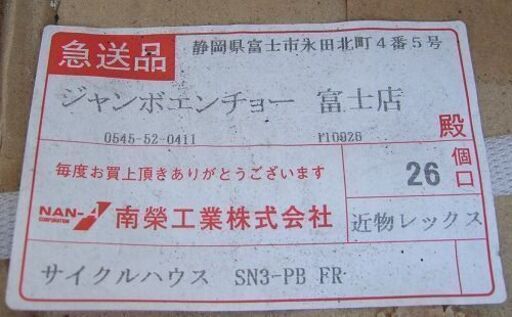 急送品
静岡県富士市永田北町4番5号
ジャンボエンチョー 富士店
殿
0545-52-0411 r10926
毎度お買上頂きありがとうございます
26 個口
NAN-A CORPORATION 南榮工業株式会社
近物レックス
サイクルハウス SN3-PB FR